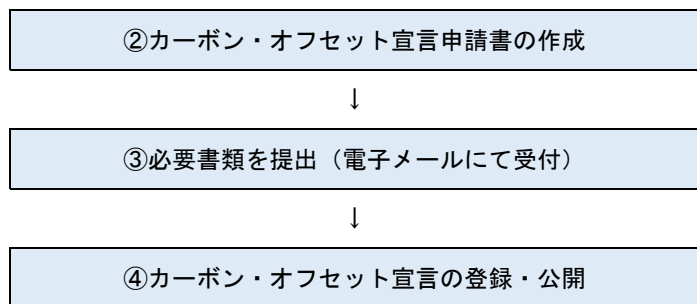 ②カーボン・オフセット宣言申請書の作成
↓
③必要書類を提出（電子メールにて受付）
↓
④カーボン・オフセット宣言の登録・公開